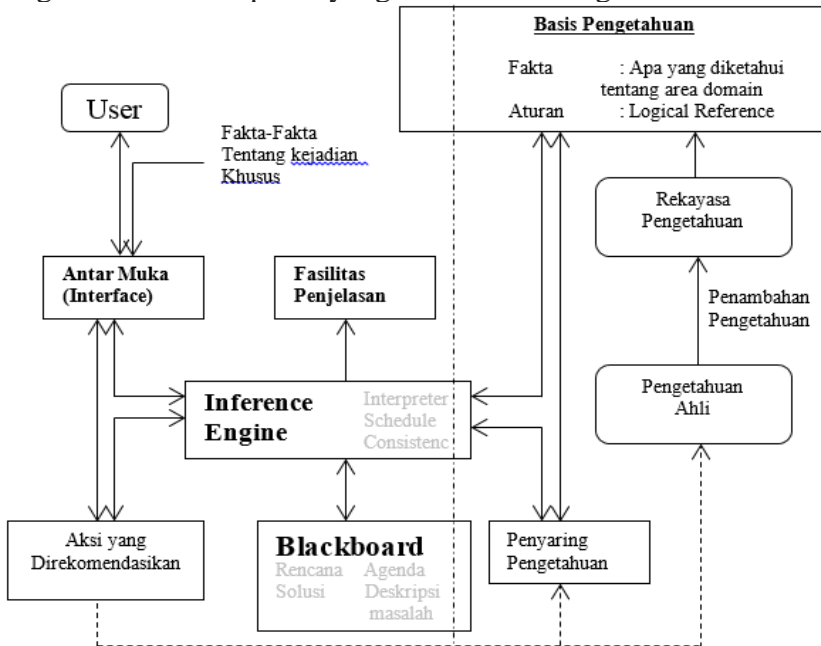 Basis Pengetahuan
Fakta : Apa yang diketahui
tentang area domain
Aturan : Logical Reference
User
Fakta-Fakta
Tentang kejadian
Khusus
Rekayasa
Pengetahuan
Antar Muka
(Interface)
Fasilitas
Penjelasan
Penambahan
Pengetahuan
Inference
Engine
Interpreter
Schedule
Consistenc
Pengetahuan
Ahli
Aksi yang
Direkomendasikan
Blackboard
Rencana Agenda
Solusi Deskripsi
masalah
Penyaring
Pengetahuan